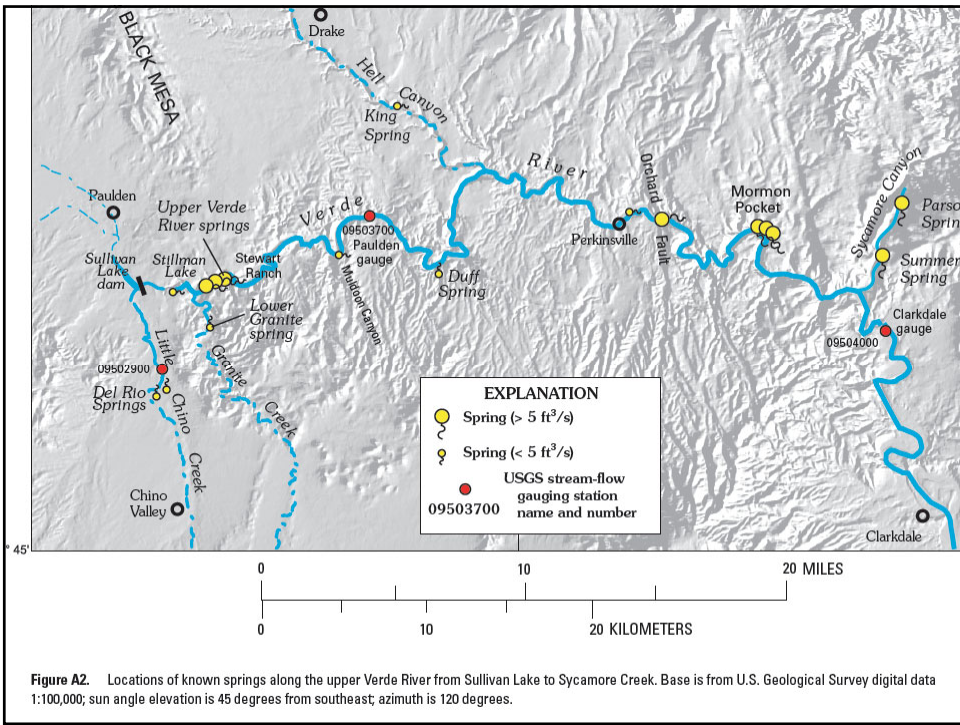 Drake
BLACK MESA
Hell
Canyon
King
Spring
River
Orchard
Fault
Mormon
Pocket
Sycamore Canyon
Parso
Sprin
Paulden
Upper Verde
River springs
Verde
09503700
Paulden
gauge
Perkinsville
Summer
Spring
Sullivan
Lake
dam
Stillman
Lake
Stewart
Ranch
Muldoon Canyon
Duff
Spring
Lower
Granite
spring
Clarkdale
gauge
09504000
Little
Chino
Creek
09502900
Del Rio
Springs
Granite
Creek
Chino
Valley
EXPLANATION
Spring (> 5 ft³/s)
Spring (< 5 ft³/s)
USGS stream-flow
gauging station
name and number
09503700
Clarkdale
° 45'
0 10 20 MILES
0 10 20 KILOMETERS
Figure A2. Locations of known springs along the upper Verde River from Sullivan Lake to Sycamore Creek. Base is from U.S. Geological Survey digital data
1:100,000; sun angle elevation is 45 degrees from southeast; azimuth is 120 degrees.